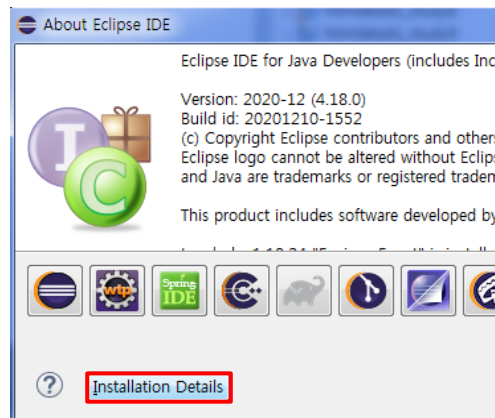 About Eclipse IDE
Eclipse IDE for Java Developers (includes Inc
Version: 2020-12 (4.18.0)
Build id: 20201210-1552
(c) Copyright Eclipse contributors and others
Eclipse logo cannot be altered without Eclips
and Java are trademarks or registered tradem
This product includes software developed by
I
C
wtp
Spring
IDE
C
Installation Details